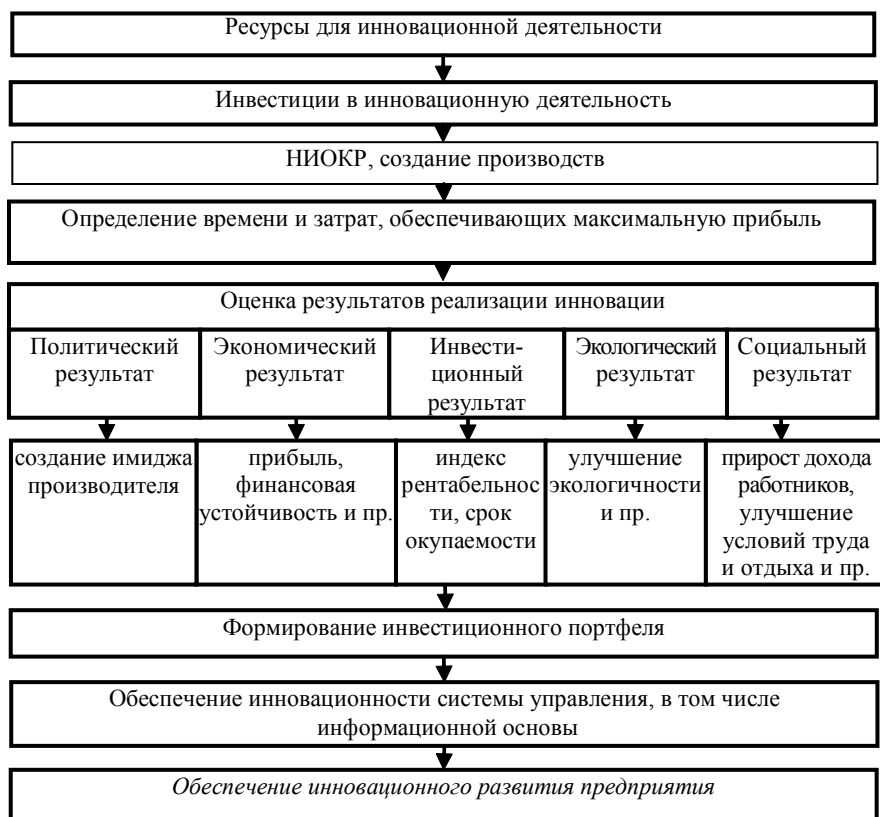 Ресурсы для инновационной деятельности
Инвестиции в инновационную деятельность
НИОКР, создание производств
Определение времени и затрат, обеспечивающих максимальную прибыль
Оценка результатов реализации инновации
Политический
результат
Экономический
результат
Инвести-
ционный
результат
Экологический
результат
Социальный
результат
создание имиджа
производителя
прибыль,
финансовая
устойчивость и пр.
индекс
рентабельнос
ти, срок
окупаемости
улучшение
экологичности
и пр.
прирост дохода
работников,
улучшение
условий труда
и отдыха и пр.
Формирование инвестиционного портфеля
Обеспечение инновационности системы управления, в том числе
информационной основы
Обеспечение инновационного развития предприятия